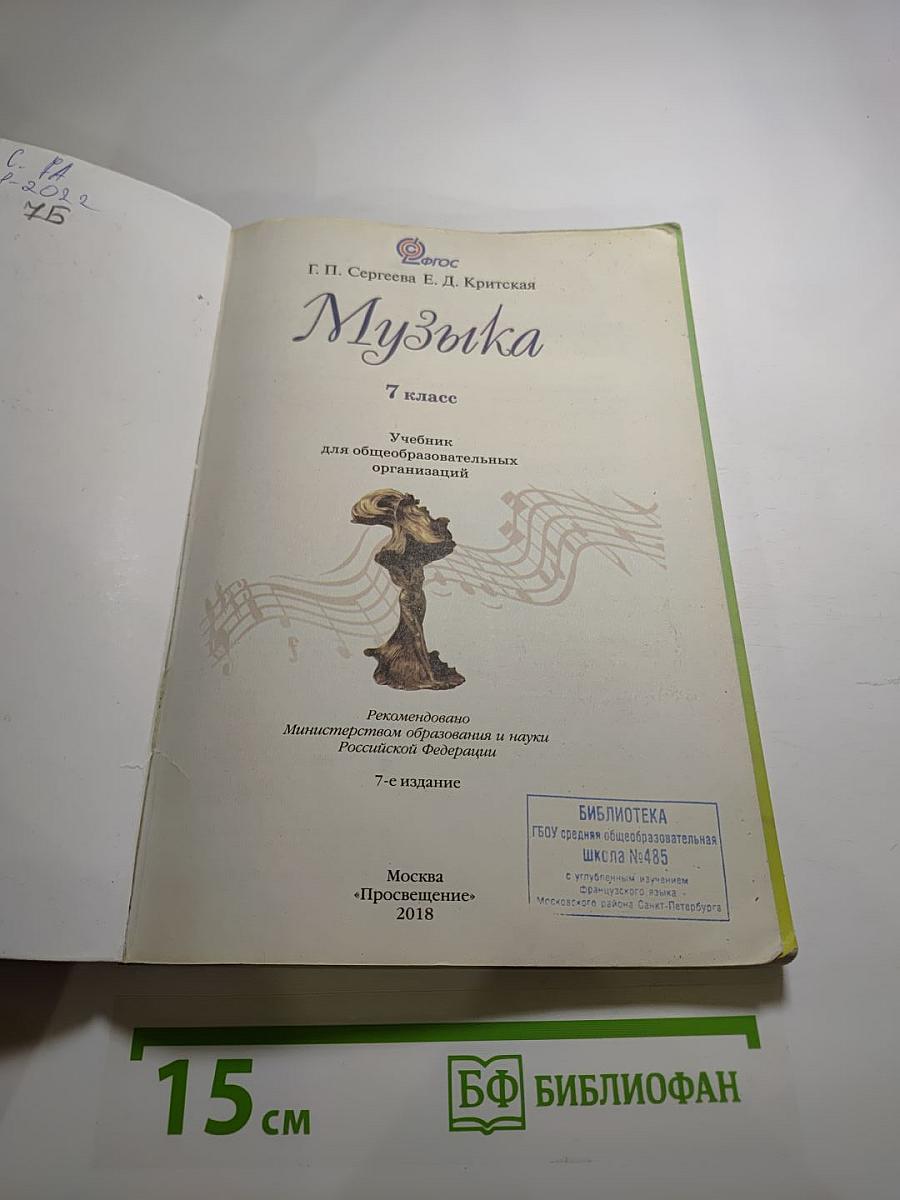 С.
-2022
7Б
ФГОС
Г. П. Сергеева Е. Д. Критская
Музыка
7 класс
Учебник
для общеобразовательных
организаций
Рекомендовано
Министерством образования и науки
Российской Федерации
7-е издание
БИБЛИОТЕКА
ГБОУ средняя общеобразовательная
школа №485
с углубленным изучением
французского языка -
Московского района Санкт-Петербурга
Москва
«Просвещение»
2018
15 см
БФ БИБЛИОФАН